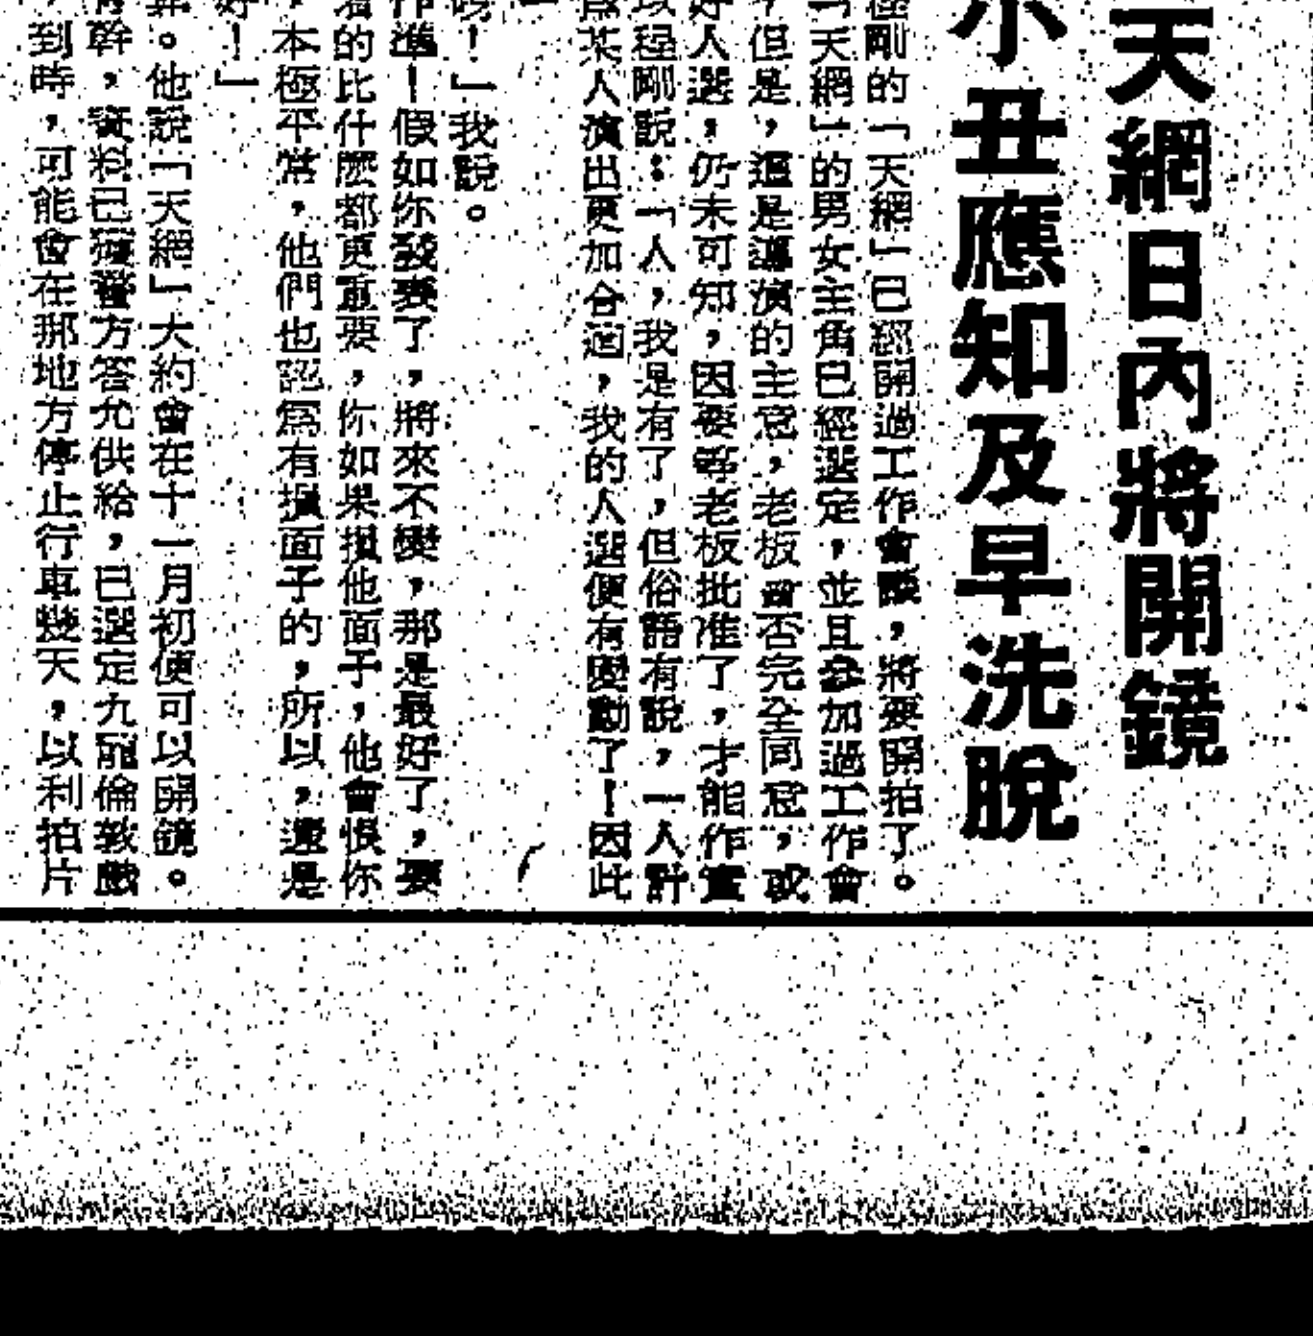 天網日內將開鏡
小丑應知及早洗脫
程剛的「天網」已經開過工作會議,將要開拍了。
「天網」的男女主角已經選定,並且參加過工作會
,但是,這是導演的主意,老板會否完全同意,或
好人選,仍未可知,因要等老板批准了,才能作實
以程剛說:「人,我是有了,但俗語有說,一人計
為某人演出更加合適,我的人選便有變動了!因此
!」我說。
作準!假如你發要了,將來不變,那是最好了,要
的比什麼都更重要,你如果損他面子,他會恨你
,本極平常,他們也認為有損面子的,所以,還是
好!」
。他說「天網」大約會在十一月初便可以開鏡。
幹,資料已獲警方答允供給,已選定九龍倫敦戲
,到時,可能會在那地方停止行車幾天,以利拍片